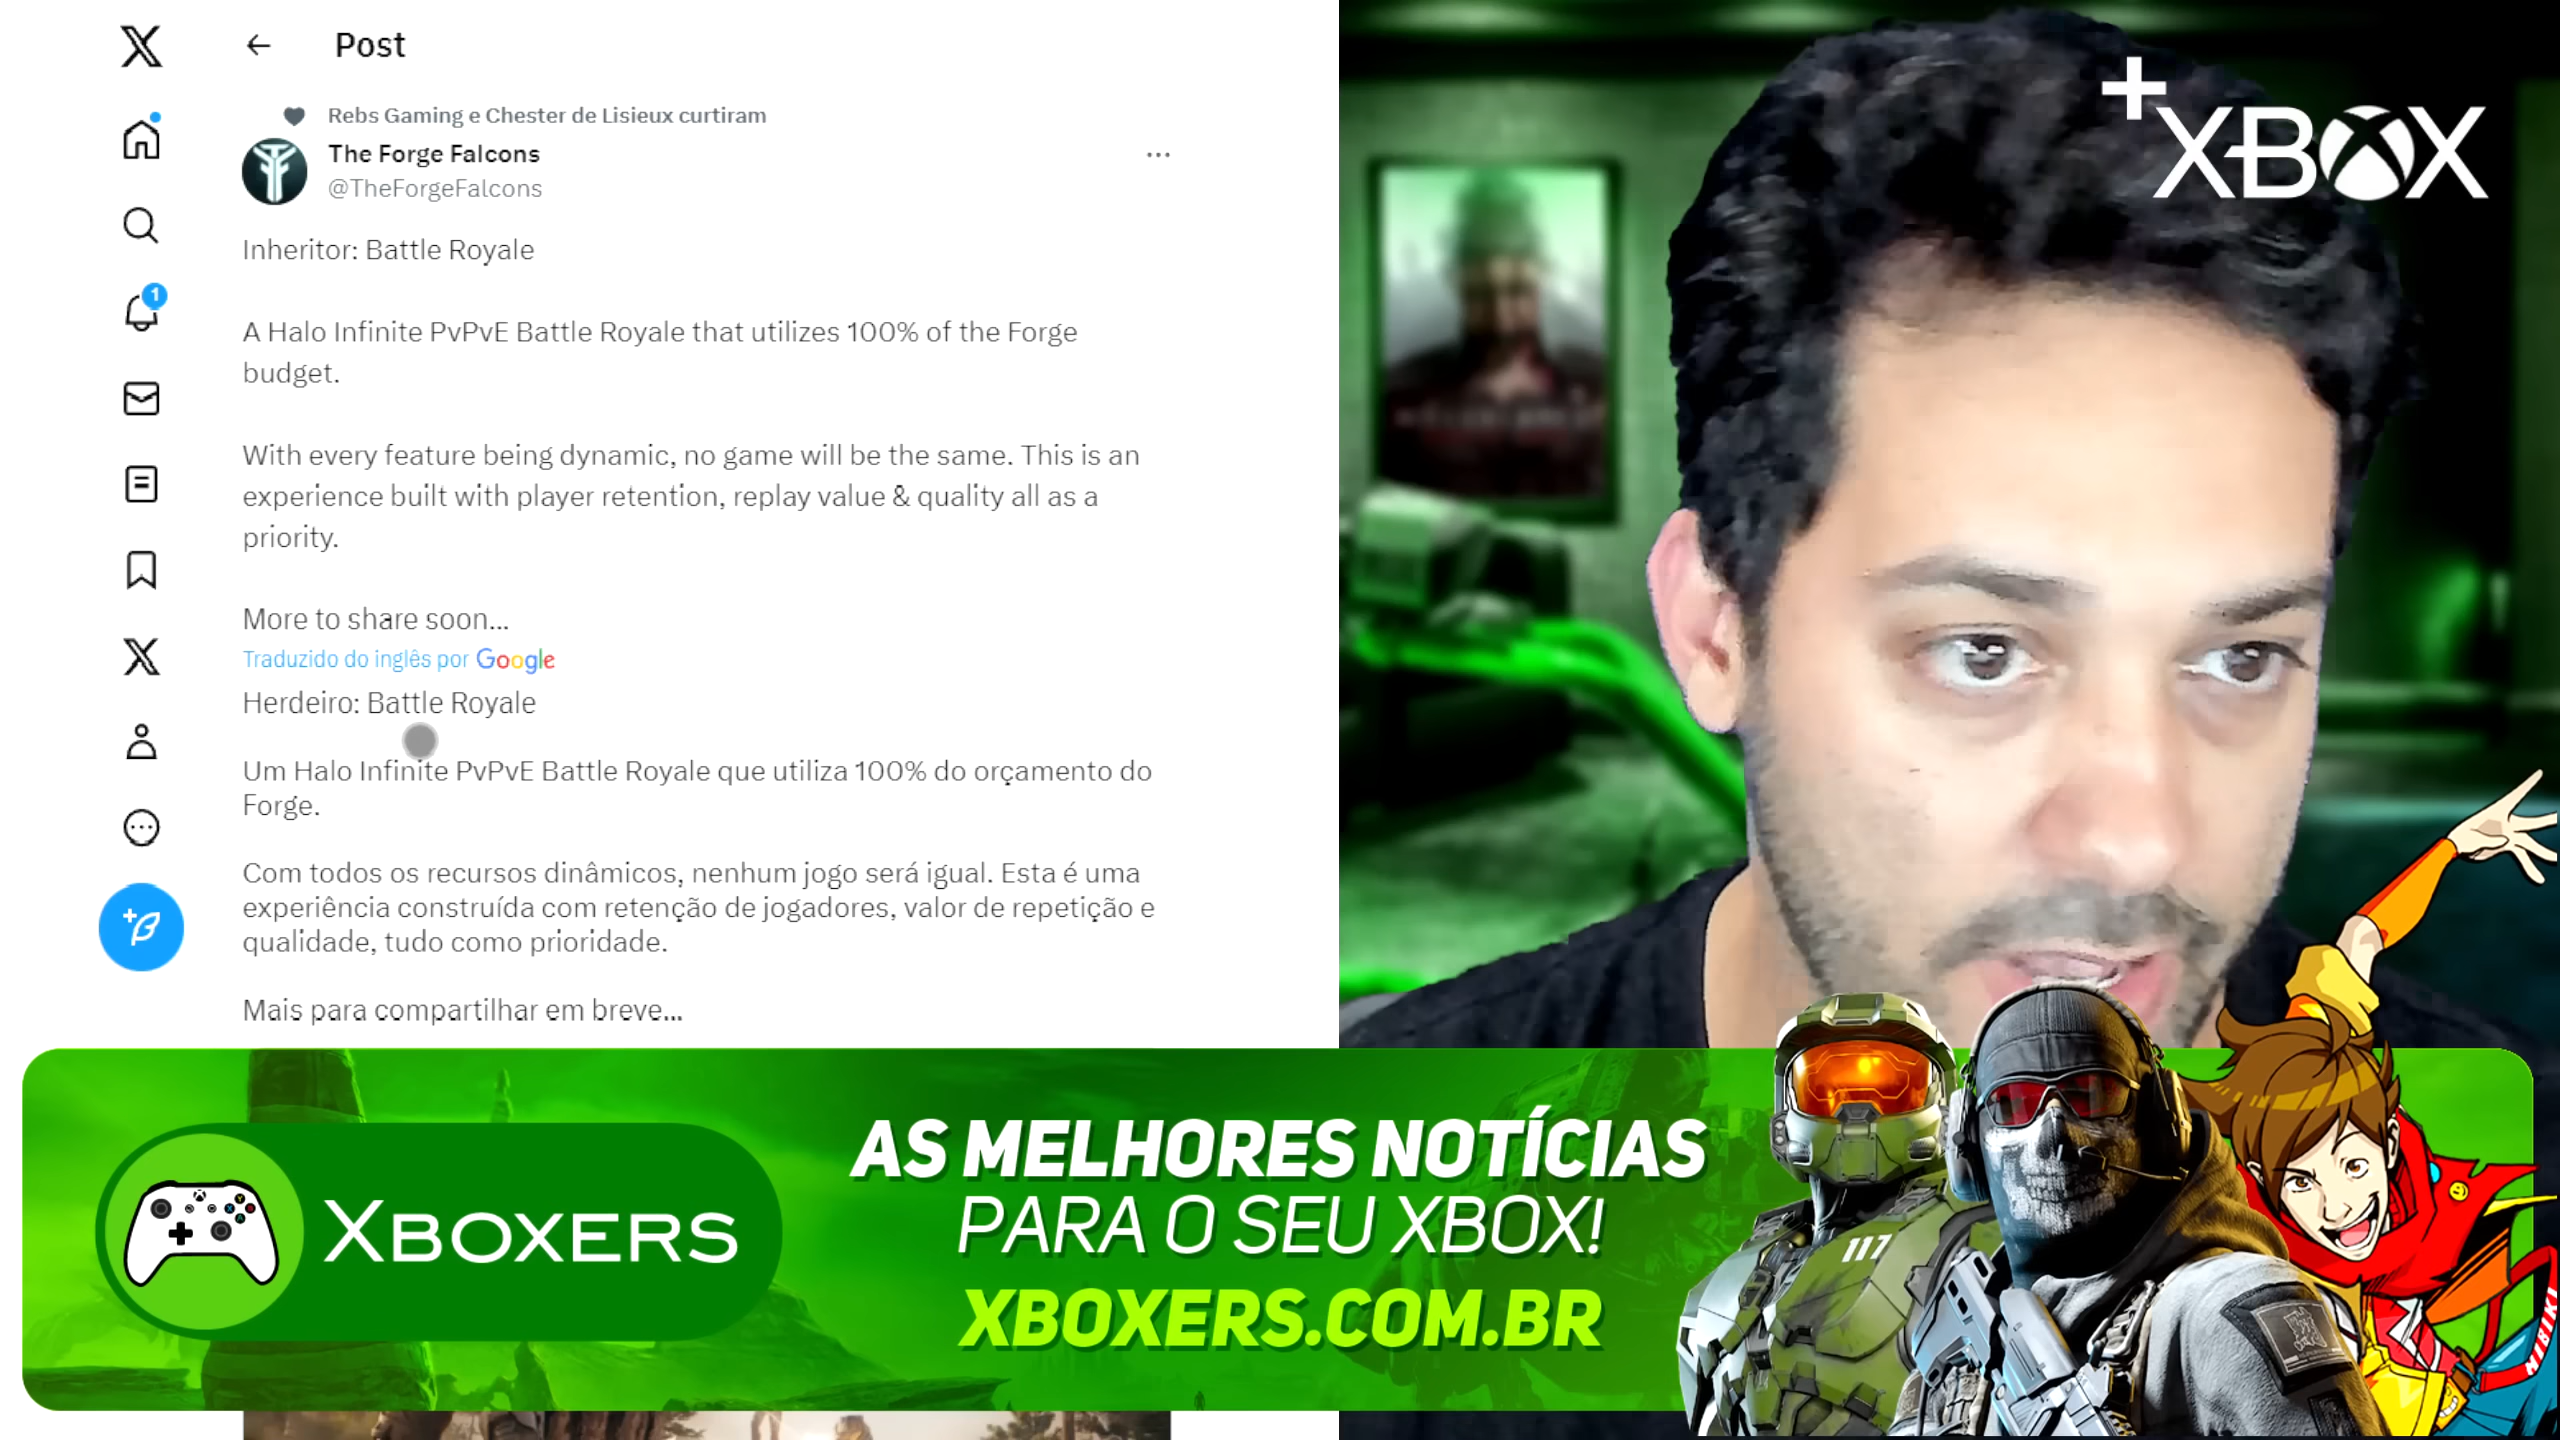 Post
Rebs Gaming e Chester de Lisieux curtiram
The Forge Falcons
@TheForgeFalcons
Inheritor: Battle Royale
A Halo Infinite PvPvE Battle Royale that utilizes 100% of the Forge
budget.
With every feature being dynamic, no game will be the same. This is an
experience built with player retention, replay value & quality all as a
priority.
More to share soon...
Traduzido do inglês por Google
Herdeiro: Battle Royale
Um Halo Infinite PvPvE Battle Royale que utiliza 100% do orçamento do
Forge.
Com todos os recursos dinâmicos, nenhum jogo será igual. Esta é uma
experiência construída com retenção de jogadores, valor de repetição e
qualidade, tudo como prioridade.
Mais para compartilhar em breve...
1
+XBOX
XBOXERS
AS MELHORES NOTÍCIAS
PARA O SEU XBOX!
XBOXERS.COM.BR
117
HIBIKI